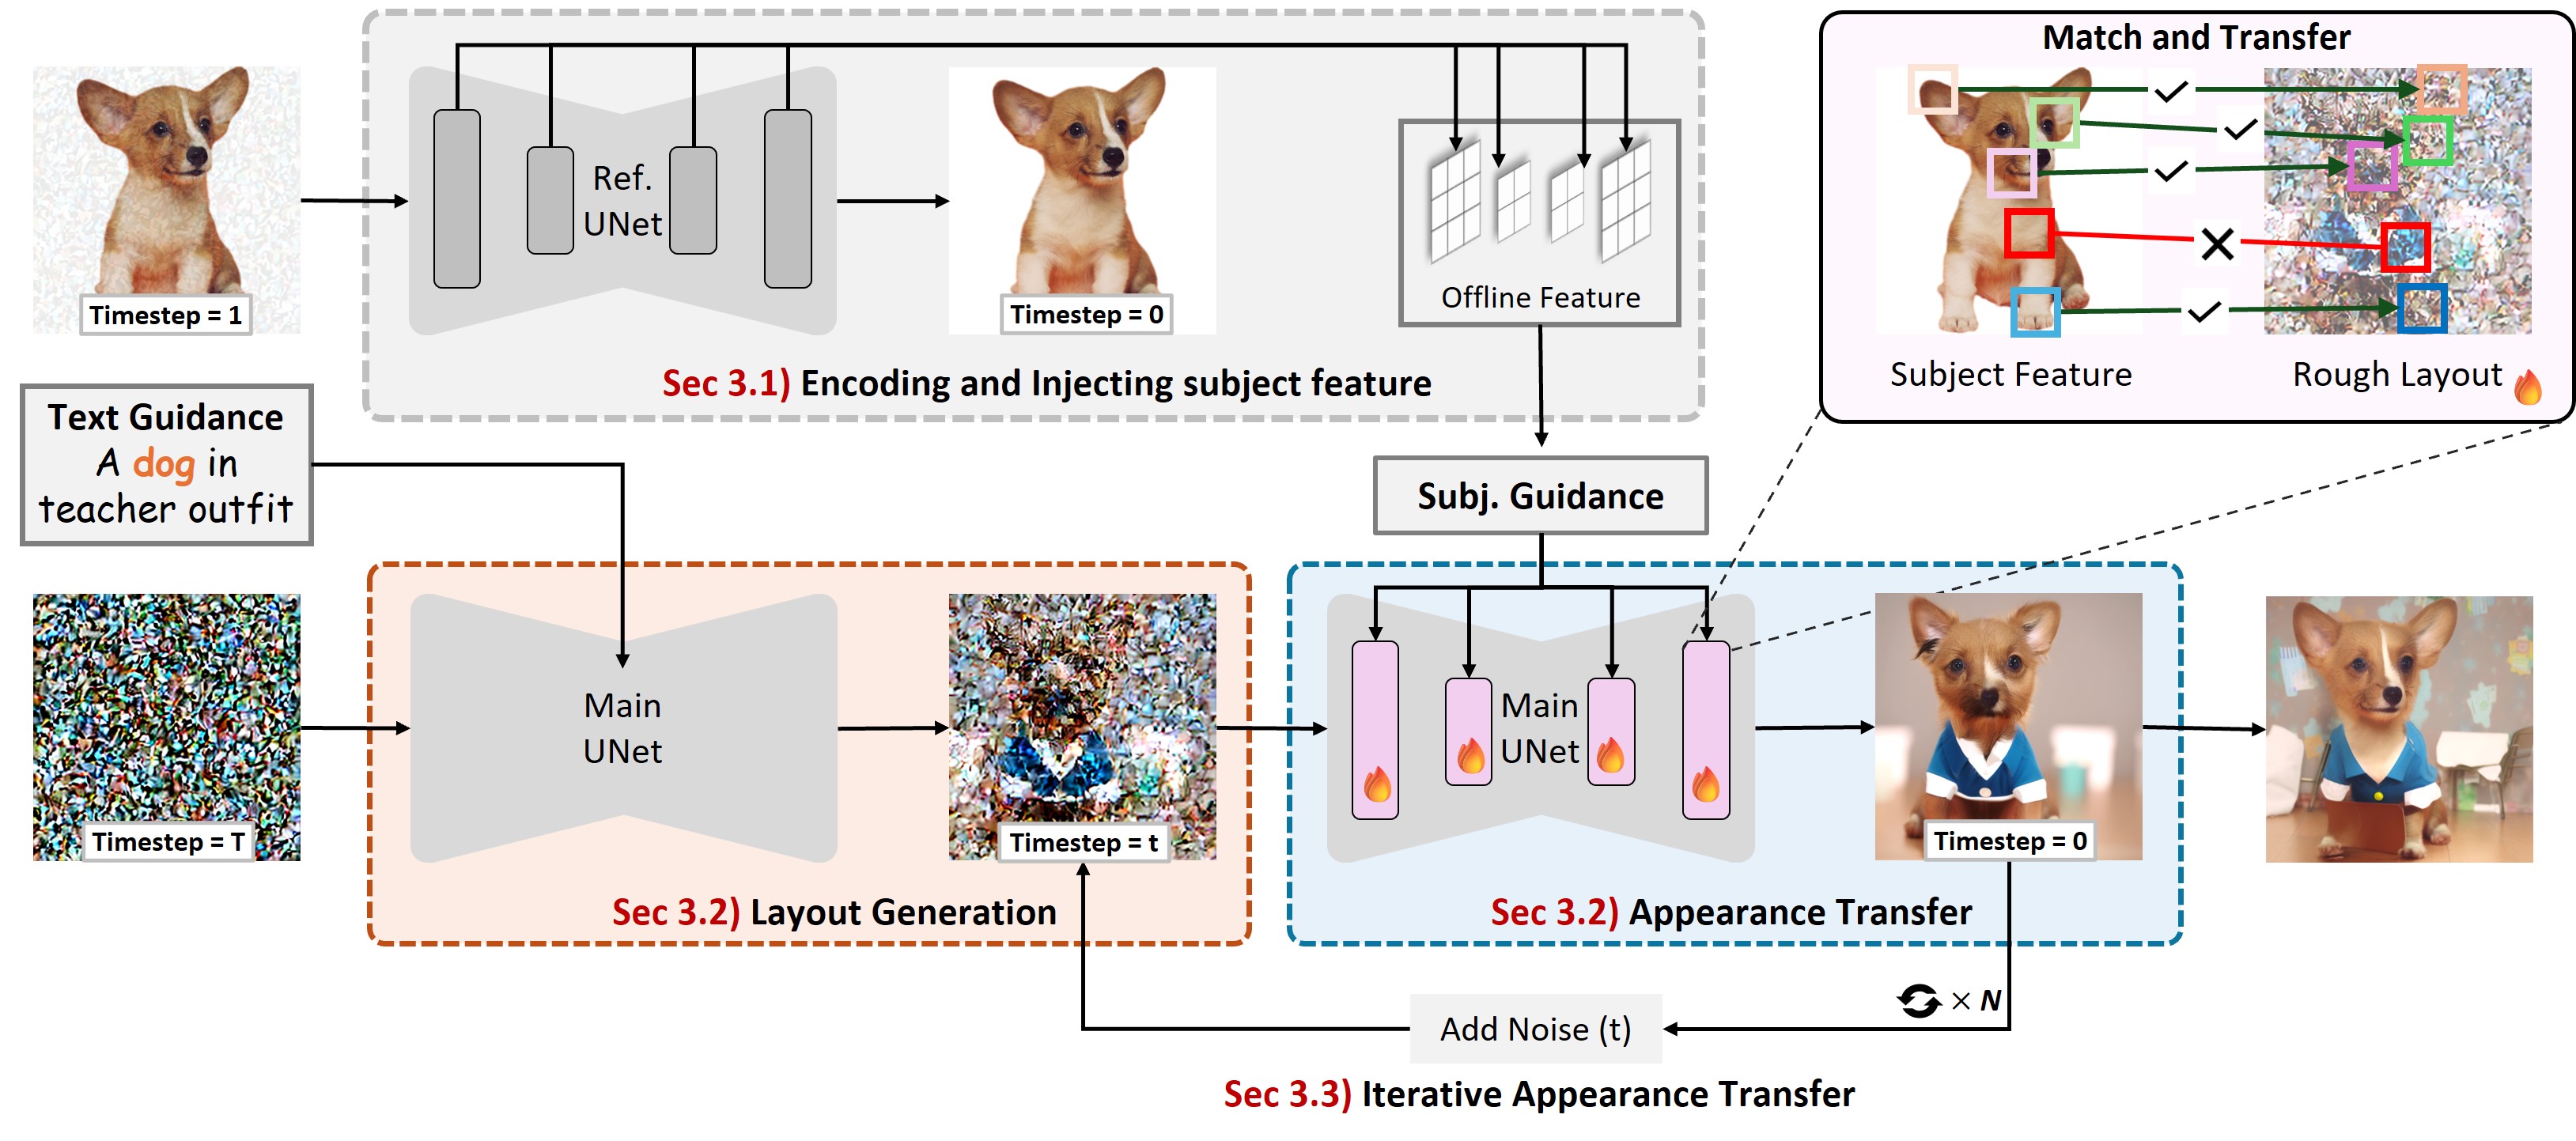 Match and Transfer
Ref.
UNet
Timestep = 1
Timestep = 0
Offline Feature
Sec 3.1) Encoding and Injecting subject feature
Subject Feature
Rough Layout
Text Guidance
A dog in
teacher outfit
Subj. Guidance
Main
UNet
Main
UNet
Timestep = T
Timestep = t
Timestep = 0
Sec 3.2) Layout Generation
Sec 3.2) Appearance Transfer
× N
Add Noise (t)
Sec 3.3) Iterative Appearance Transfer